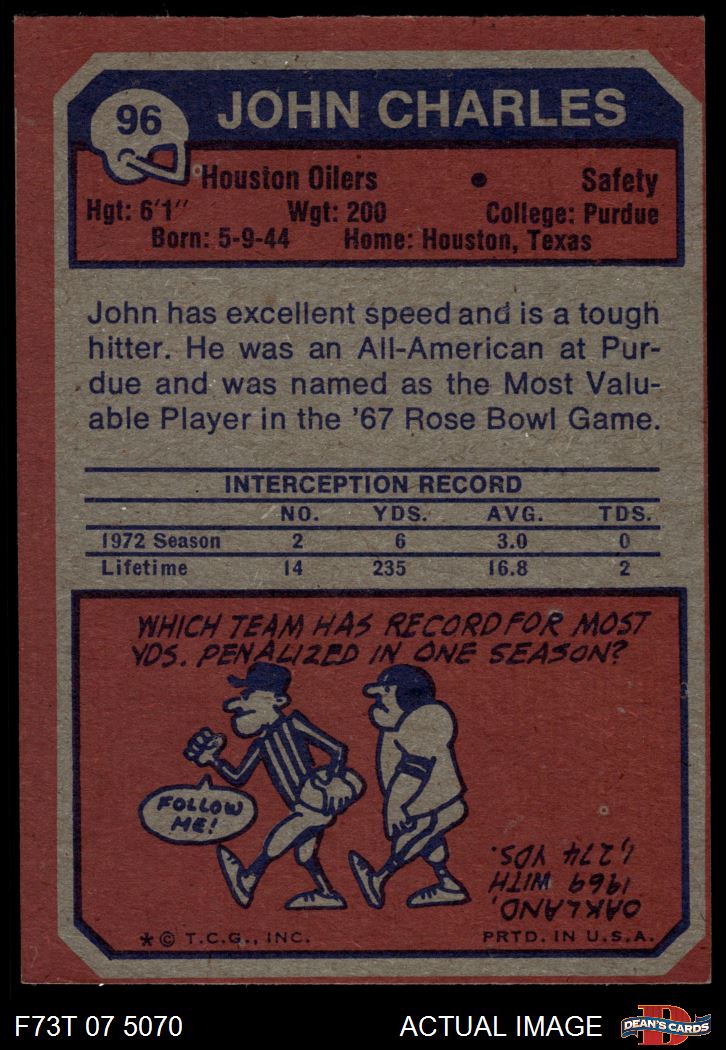 96
JOHN CHARLES
Houston Oilers • Safety
Hgt: 6'1" Wgt: 200 College: Purdue
Born: 5-9-44 Home: Houston, Texas
John has excellent speed and is a tough
hitter. He was an All-American at Pur-
due and was named as the Most Valu-
able Player in the '67 Rose Bowl Game.
INTERCEPTION RECORD
NO. YDS. AVG. TDS.
1972 Season 2 6 3.0 0
Lifetime 14 235 16.8 2
WHICH TEAM HAS RECORD FOR MOST
YDS. PENALIZED IN ONE SEASON?
FOLLOW
ME!
OAKLAND,
1969 WITH
1,274 YDS.
*© T.C.G., INC. PRTD. IN U.S.A.
F73T 07 5070 ACTUAL IMAGE
D
DEAN'S CARDS